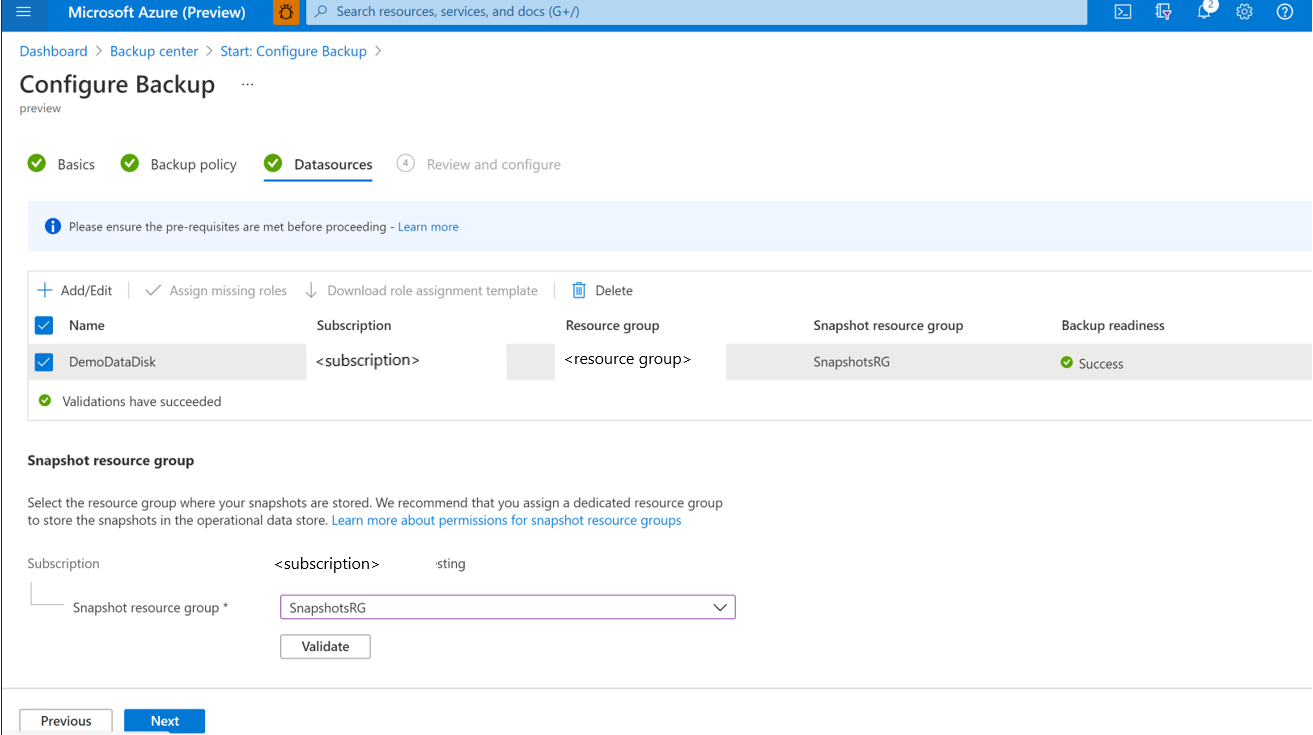 Microsoft Azure (Preview) Search resources, services, and docs (G+/) 2
Dashboard > Backup center > Start: Configure Backup >
Configure Backup ...
preview
Basics Backup policy Datasources 4 Review and configure
Please ensure the pre-requisites are met before proceeding - Learn more
Add/Edit Assign missing roles Download role assignment template Delete
Name Subscription Resource group Snapshot resource group Backup readiness
DemoDataDisk <subscription> <resource group> SnapshotsRG Success
Validations have succeeded
Snapshot resource group
Select the resource group where your snapshots are stored. We recommend that you assign a dedicated resource group
to store the snapshots in the operational data store. Learn more about permissions for snapshot resource groups
Subscription <subscription> sting
Snapshot resource group * SnapshotsRG
Validate
Previous Next